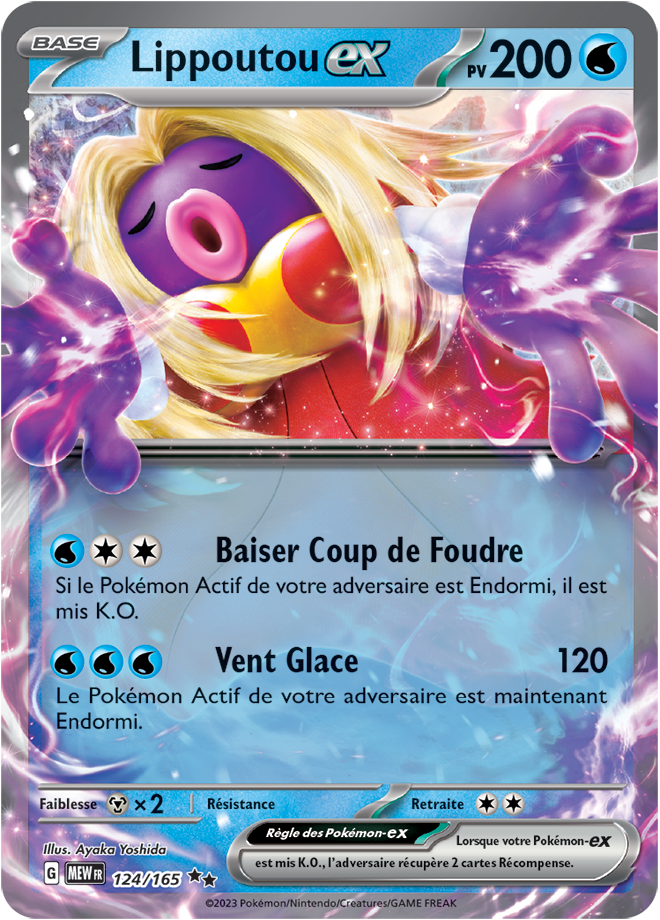 BASE
Lippoutou ex PV 200
Baiser Coup de Foudre
Si le Pokémon Actif de votre adversaire est Endormi, il est
mis K.O.
Vent Glace 120
Le Pokémon Actif de votre adversaire est maintenant
Endormi.
Faiblesse ×2 Résistance Retraite
Illus. Ayaka Yoshida
Règle des Pokémon-ex Lorsque votre Pokémon-ex
est mis K.O., l'adversaire récupère 2 cartes Récompense.
G MEW FR 124/165 ★★
©2023 Pokémon/Nintendo/Creatures/GAME FREAK